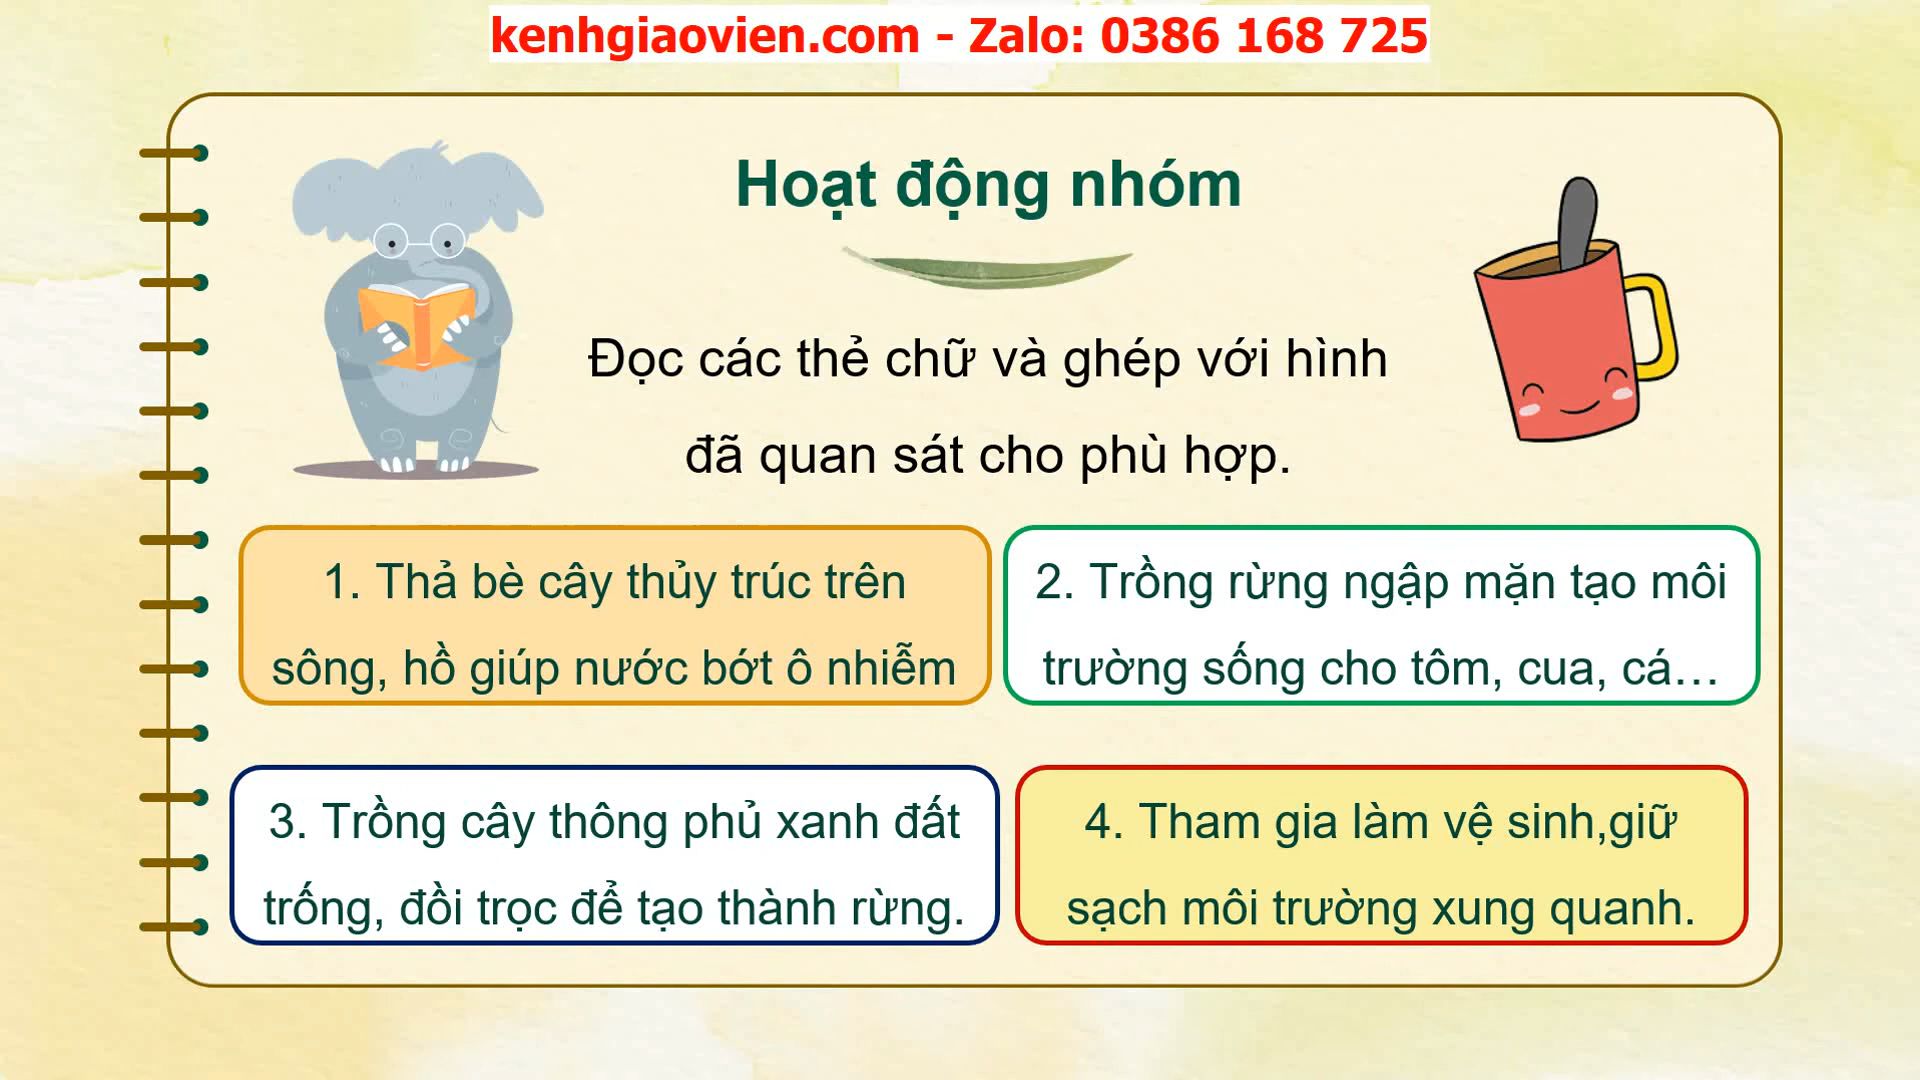 kenhgiaovien.com - Zalo: 0386 168 725
Hoạt động nhóm
Đọc các thẻ chữ và ghép với hình
đã quan sát cho phù hợp.
1. Thả bè cây thủy trúc trên
sông, hồ giúp nước bớt ô nhiễm
2. Trồng rừng ngập mặn tạo môi
trường sống cho tôm, cua, cá…
3. Trồng cây thông phủ xanh đất
trống, đồi trọc để tạo thành rừng.
4. Tham gia làm vệ sinh,giữ
sạch môi trường xung quanh.